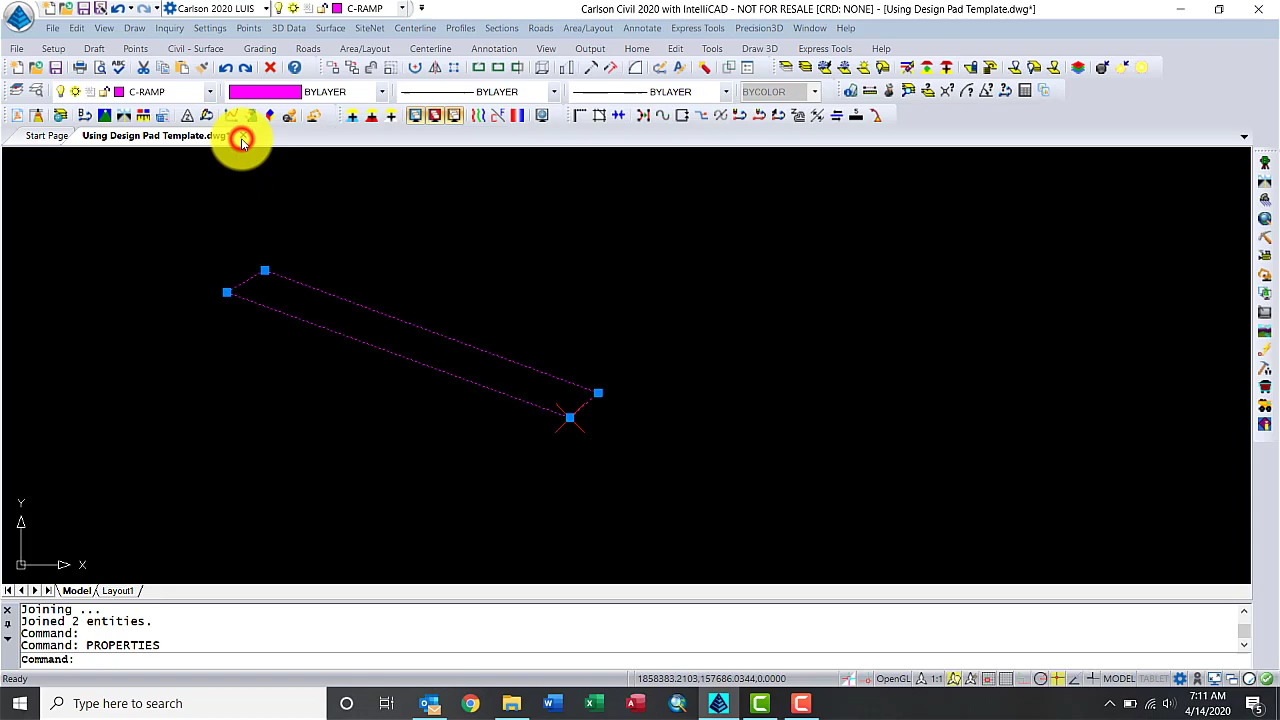 Carlson 2020 LUIS
C-RAMP
Carlson Civil 2020 with IntelliCAD - NOT FOR RESALE [CRD: NONE] - [Using Design Pad Template.dwg*]
File Edit View Draw Inquiry Settings Points 3D Data Surface SiteNet Centerline Profiles Sections Roads Area/Layout Annotate Express Tools Precision3D Window Help
File Setup Draft Points Civil - Surface Grading Roads Area/Layout Centerline Annotation View Output Home Edit Tools Draw 3D Express Tools Help
C-RAMP BYLAYER BYLAYER BYLAYER BYCOLOR
Start Page Using Design Pad Template.dwg*
Y
X
Model Layout1
Joining ...
Joined 2 entities.
Command:
Command: PROPERTIES
Command:
Ready 1858383.2103,157686.0344,0.0000 OpenGL 1:1 MODEL TABLET
Type here to search
7:11 AM
4/14/2020
5